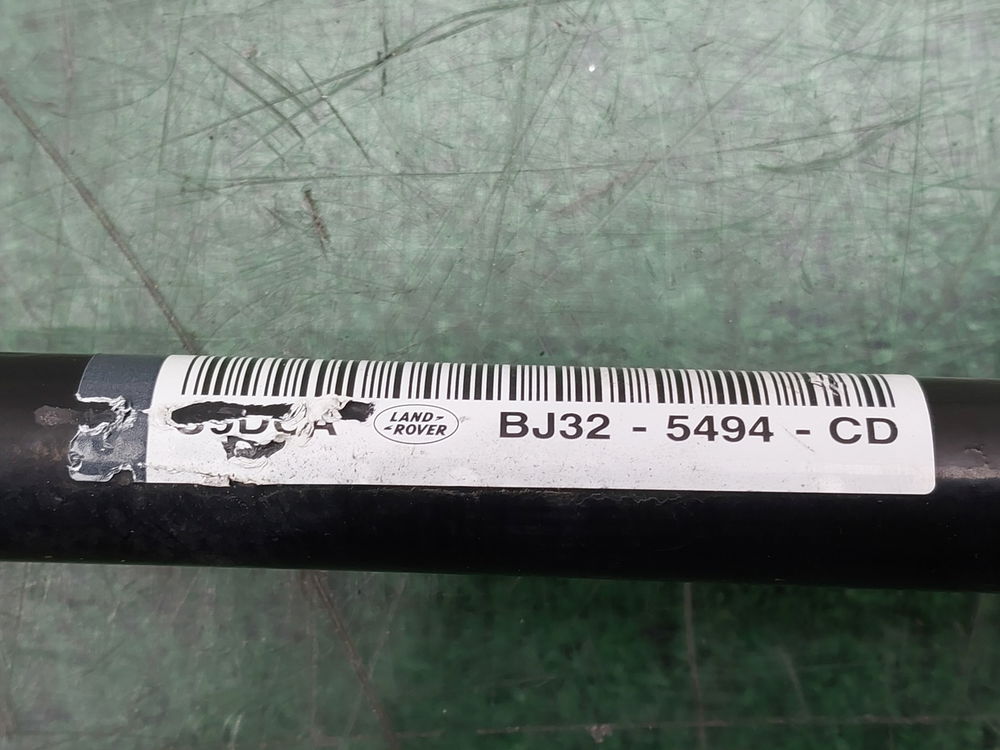 LAND-
-ROVER
BJ32 - 5494 - CD